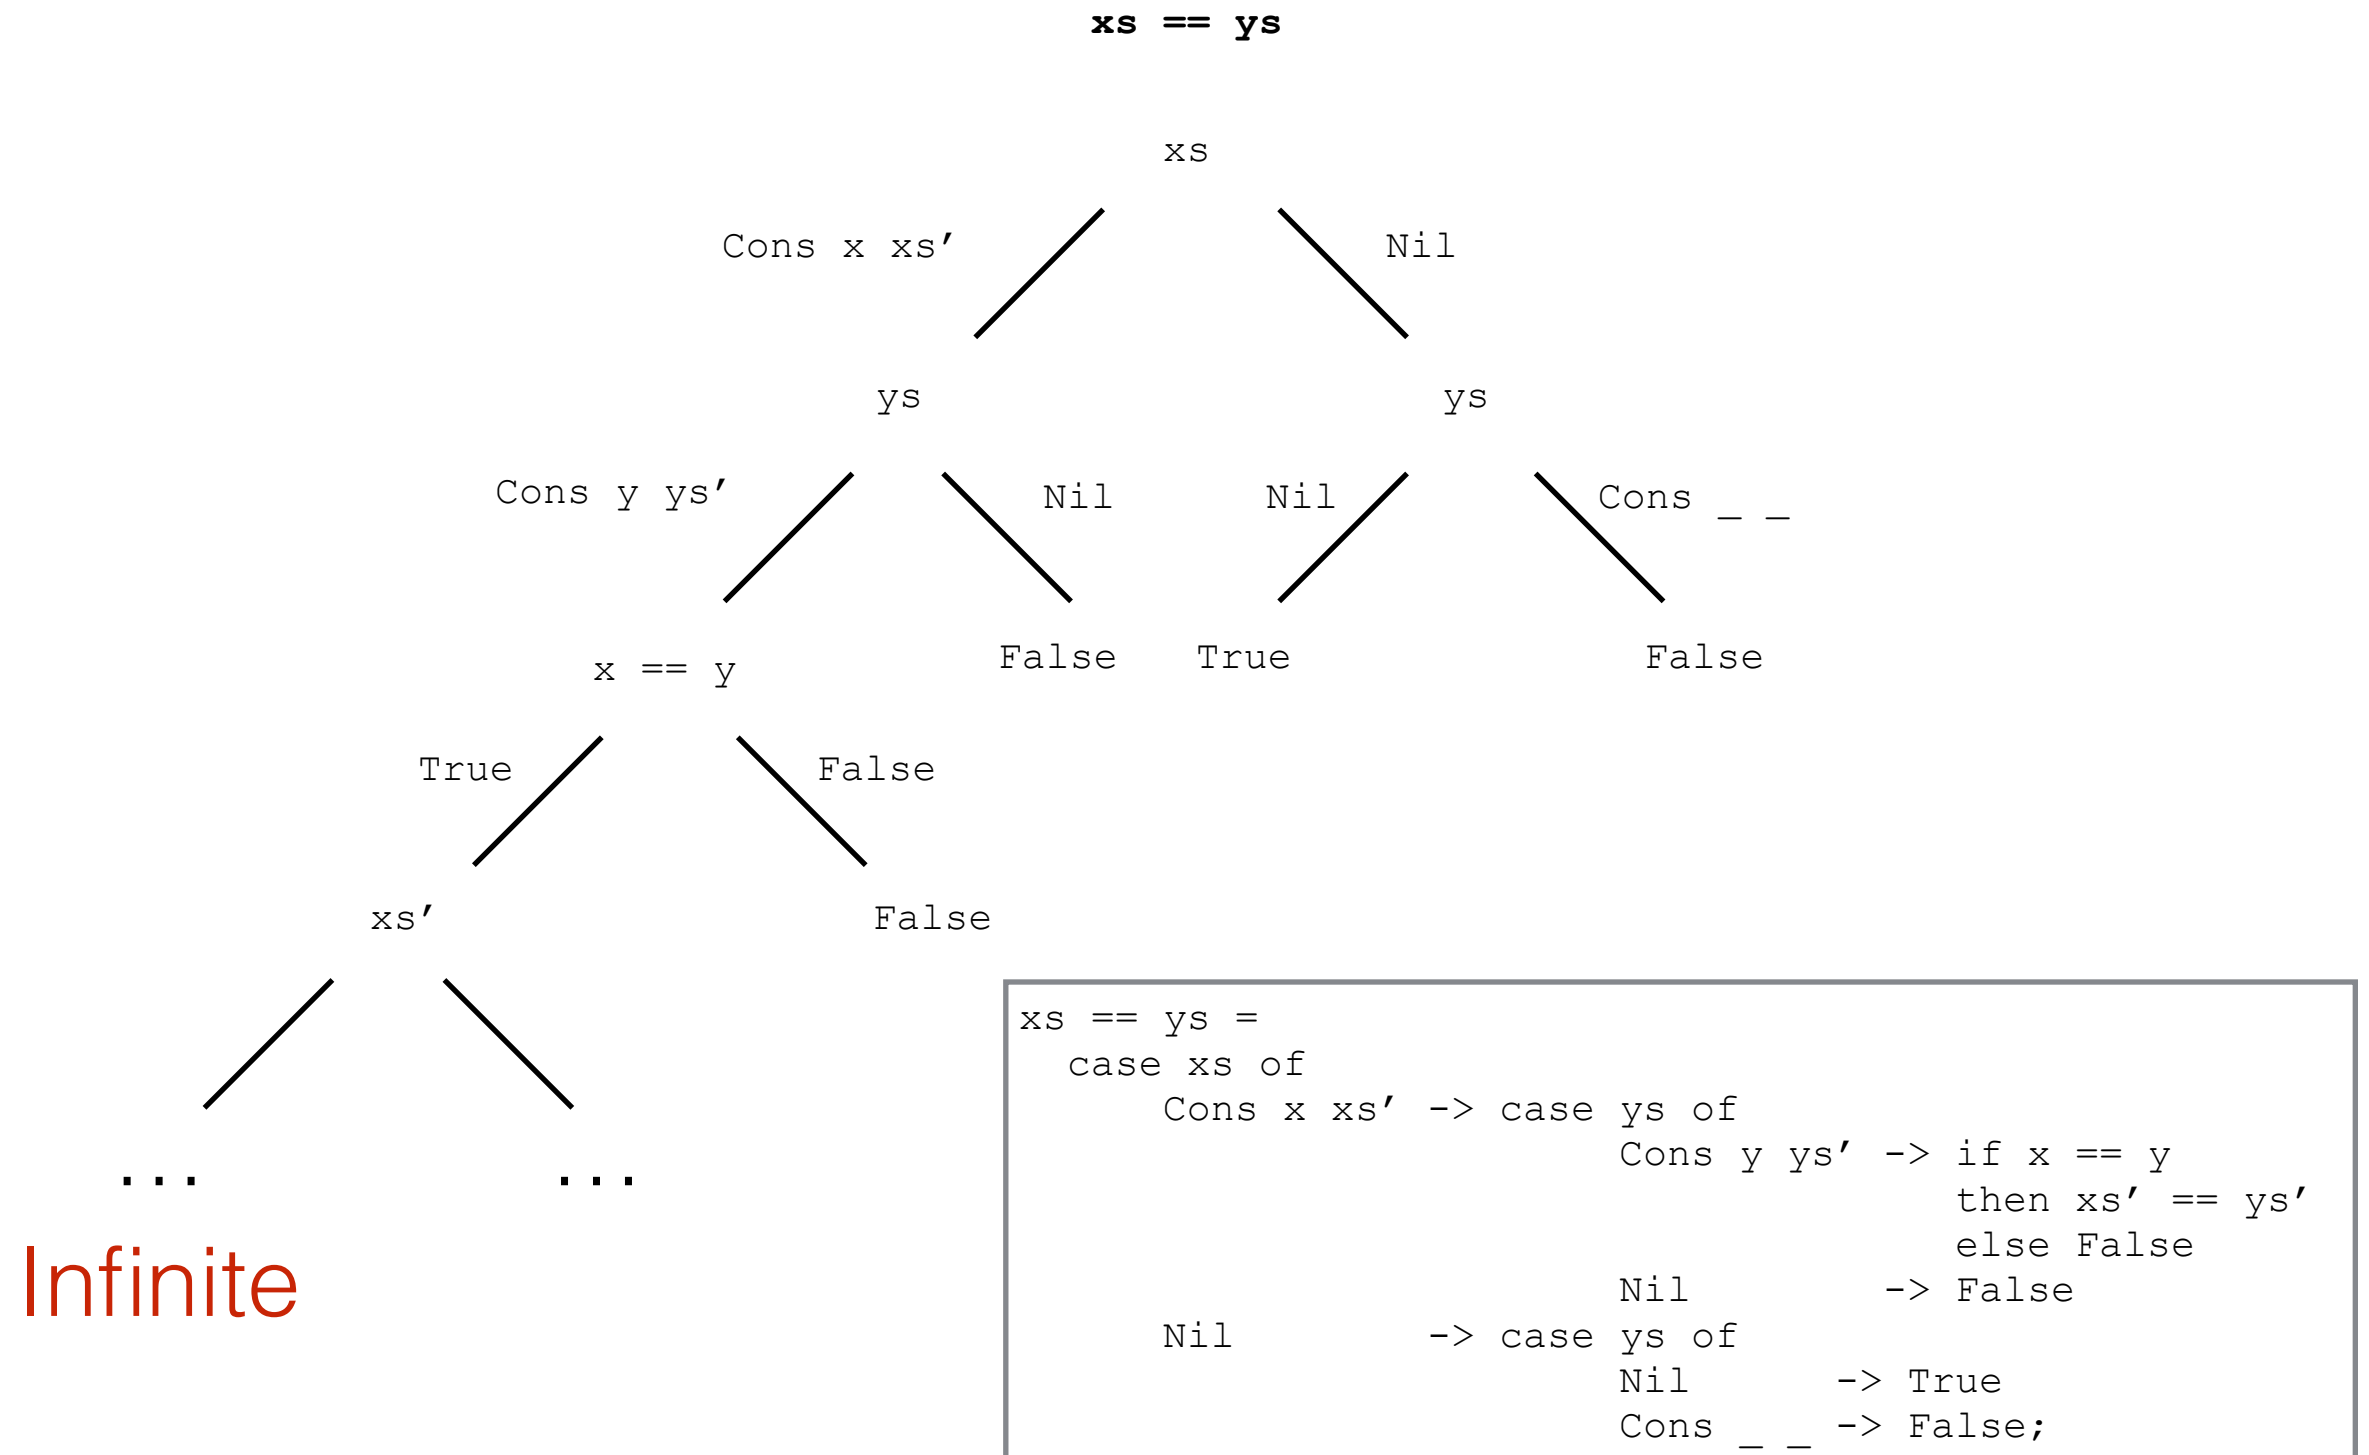 xs == ys
xs
Cons x xs’
Nil
ys
ys
Cons y ys’
Nil
Nil
Cons _ _
x == y
False
True
False
True
False
xs’
False
...
...
Infinite
xs == ys =
  case xs of
      Cons x xs’ -> case ys of
                         Cons y ys’ -> if x == y
                                       then xs’ == ys’
                                       else False
                         Nil        -> False
      Nil        -> case ys of
                         Nil      -> True
                         Cons _ _ -> False;